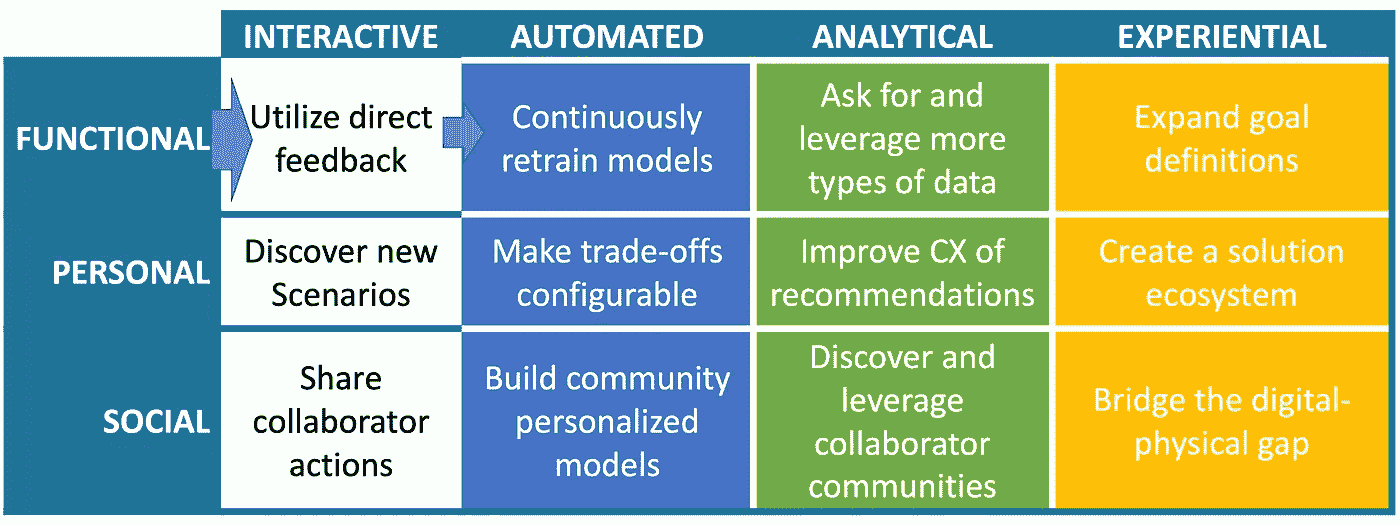 INTERACTIVE AUTOMATED ANALYTICAL EXPERIENTIAL
FUNCTIONAL
Utilize direct
feedback
Continuously
retrain models
Ask for and
leverage more
types of data
Expand goal
definitions
PERSONAL
Discover new
Scenarios
Make trade-offs
configurable
Improve CX of
recommendations
Create a solution
ecosystem
SOCIAL
Share
collaborator
actions
Build community
personalized
models
Discover and
leverage
collaborator
communities
Bridge the digital-
physical gap